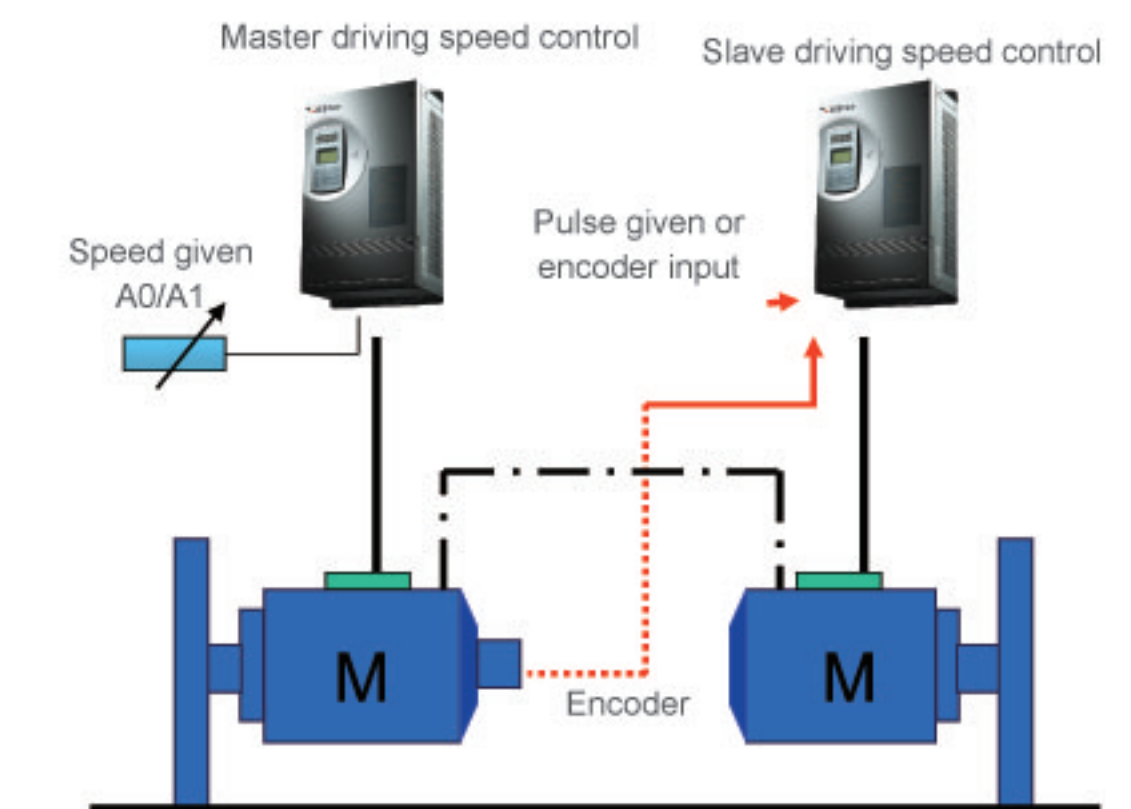 Master driving speed control
Slave driving speed control
Speed given
A0/A1
Pulse given or
encoder input
M
M
Encoder